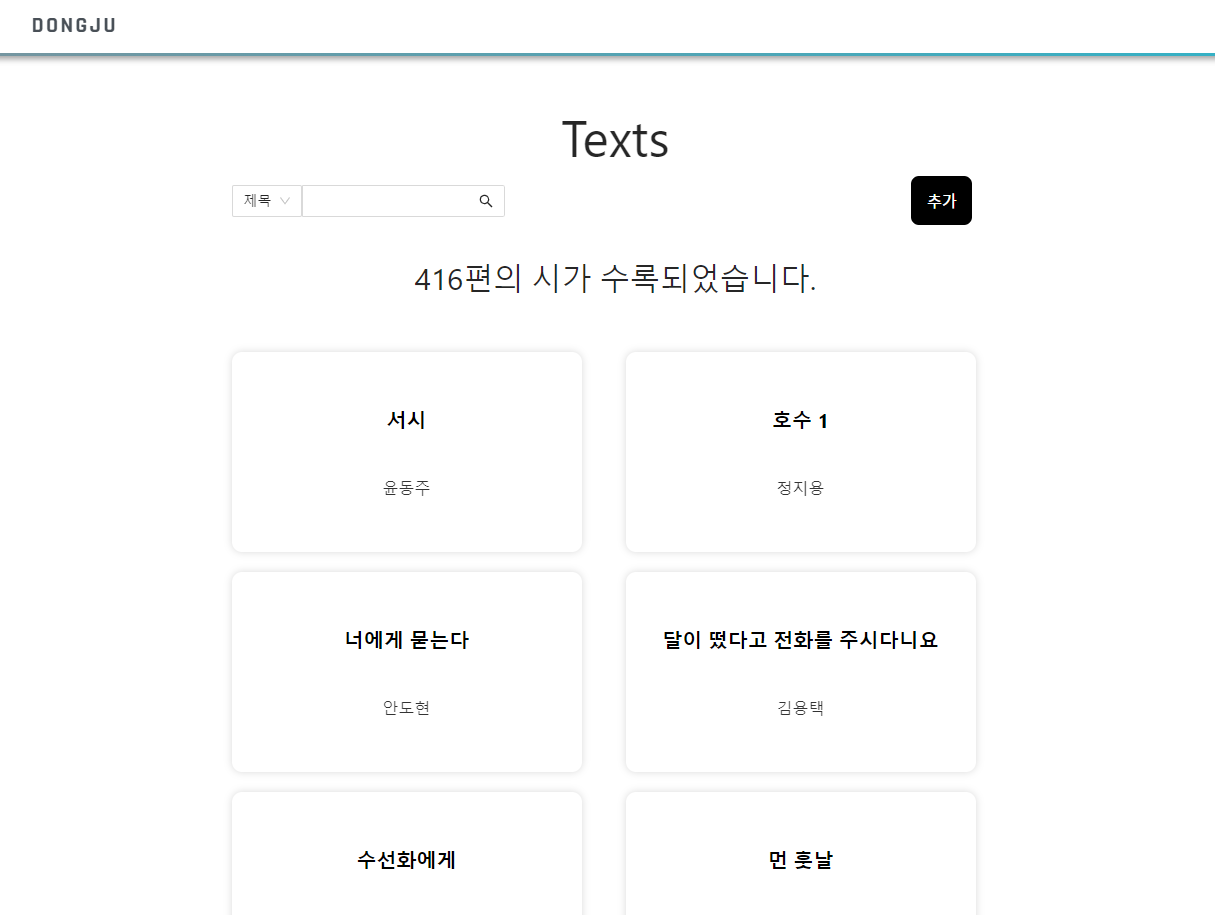 DONGJU
Texts
제목
추가
416편의 시가 수록되었습니다.
서시
윤동주
호수 1
정지용
너에게 묻는다
안도현
달이 떴다고 전화를 주시다니요
김용택
수선화에게
먼 훗날